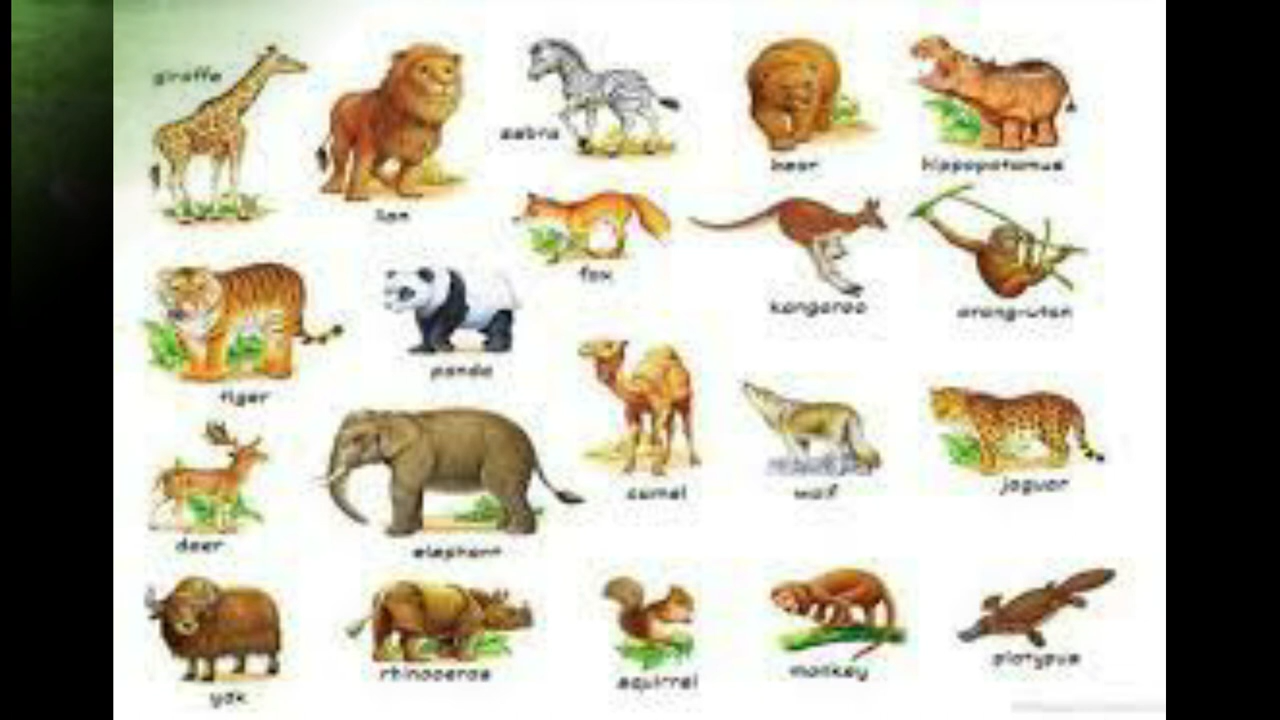 giraffe
lion
zebra
bear
hippopotamus
fox
kangaroo
orang-utan
tiger
panda
camel
wolf
jaguar
deer
elephant
yak
rhinoceros
squirrel
monkey
platypus